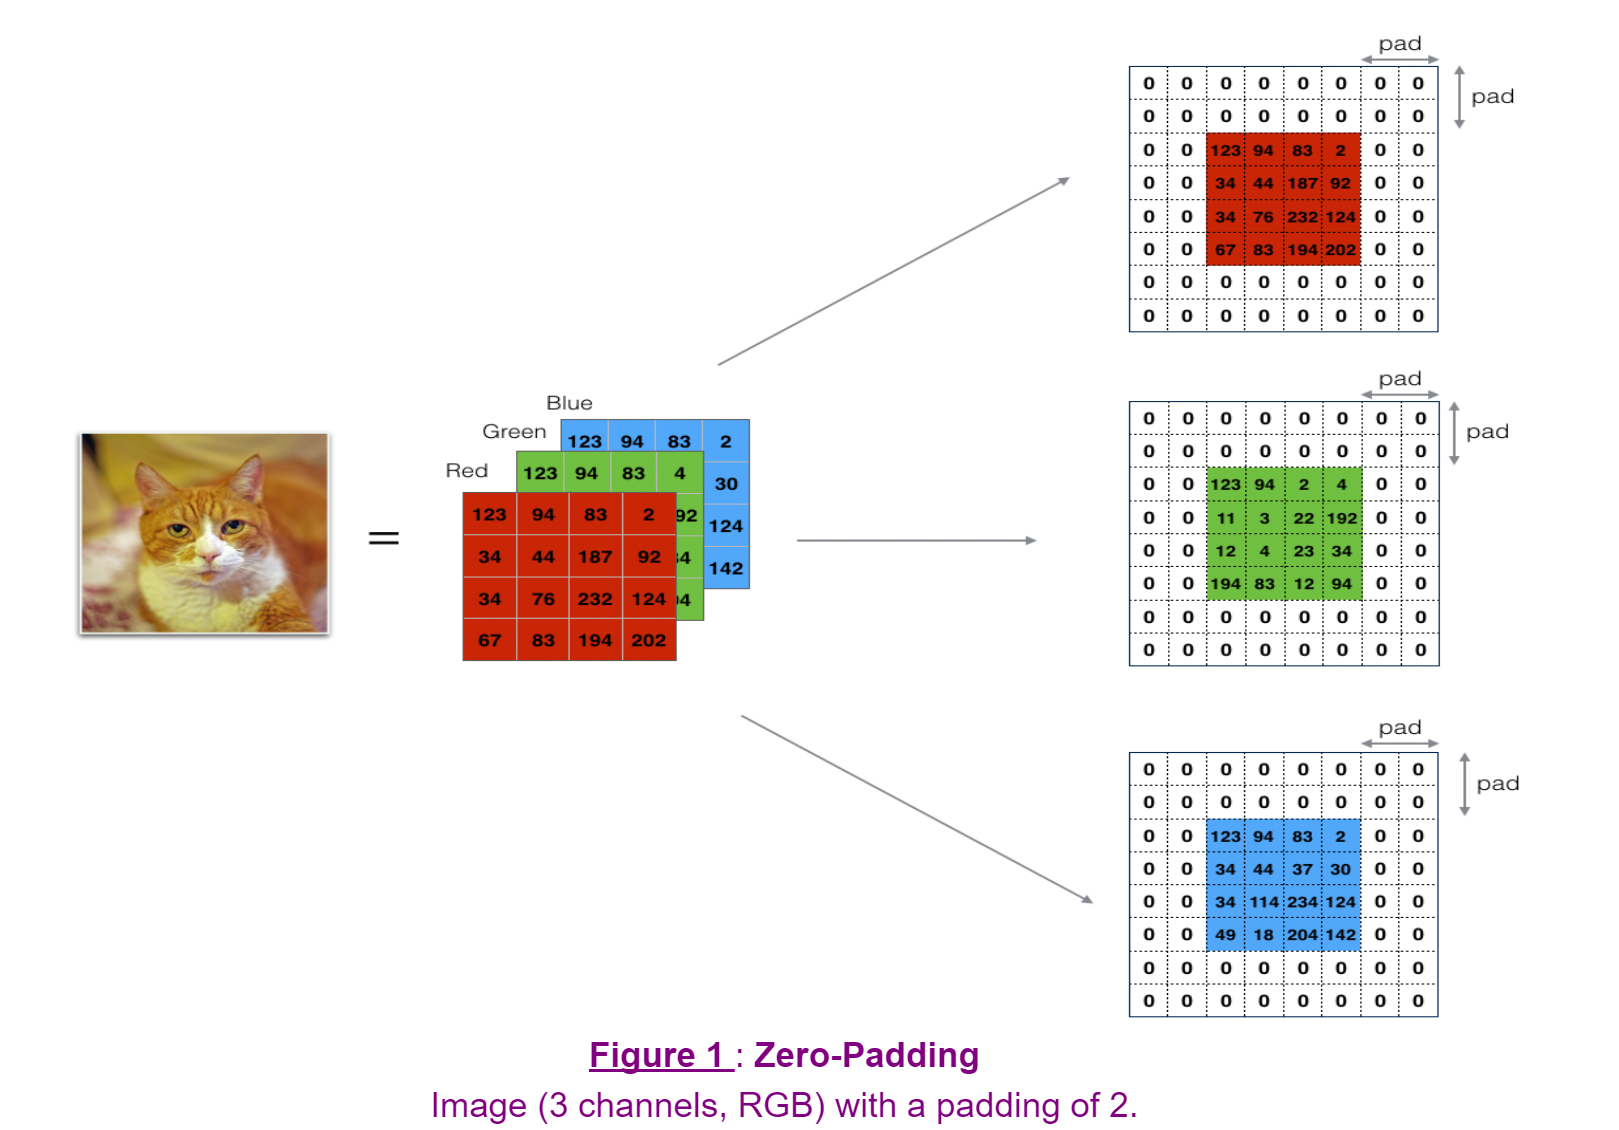 pad
0 0 0 0 0 0 0 0
pad
0 0 0 0 0 0 0 0
0 0 123 94 83 2 0 0
0 0 34 44 187 92 0 0
0 0 34 76 232 124 0 0
0 0 67 83 194 202 0 0
0 0 0 0 0 0 0 0
0 0 0 0 0 0 0 0
Blue
123 94 83 2
30
124
142
Green
123 94 83 4
92
4
Red
123 94 83 2
34 44 187 92
34 76 232 124
67 83 194 202
=
pad
0 0 0 0 0 0 0 0
pad
0 0 0 0 0 0 0 0
0 0 123 94 2 4 0 0
0 0 11 3 22 192 0 0
0 0 12 4 23 34 0 0
0 0 194 83 12 94 0 0
0 0 0 0 0 0 0 0
0 0 0 0 0 0 0 0
pad
0 0 0 0 0 0 0 0
pad
0 0 0 0 0 0 0 0
0 0 123 94 83 2 0 0
0 0 34 44 37 30 0 0
0 0 34 114 234 124 0 0
0 0 49 18 204 142 0 0
0 0 0 0 0 0 0 0
0 0 0 0 0 0 0 0
Figure 1 : Zero-Padding
Image (3 channels, RGB) with a padding of 2.